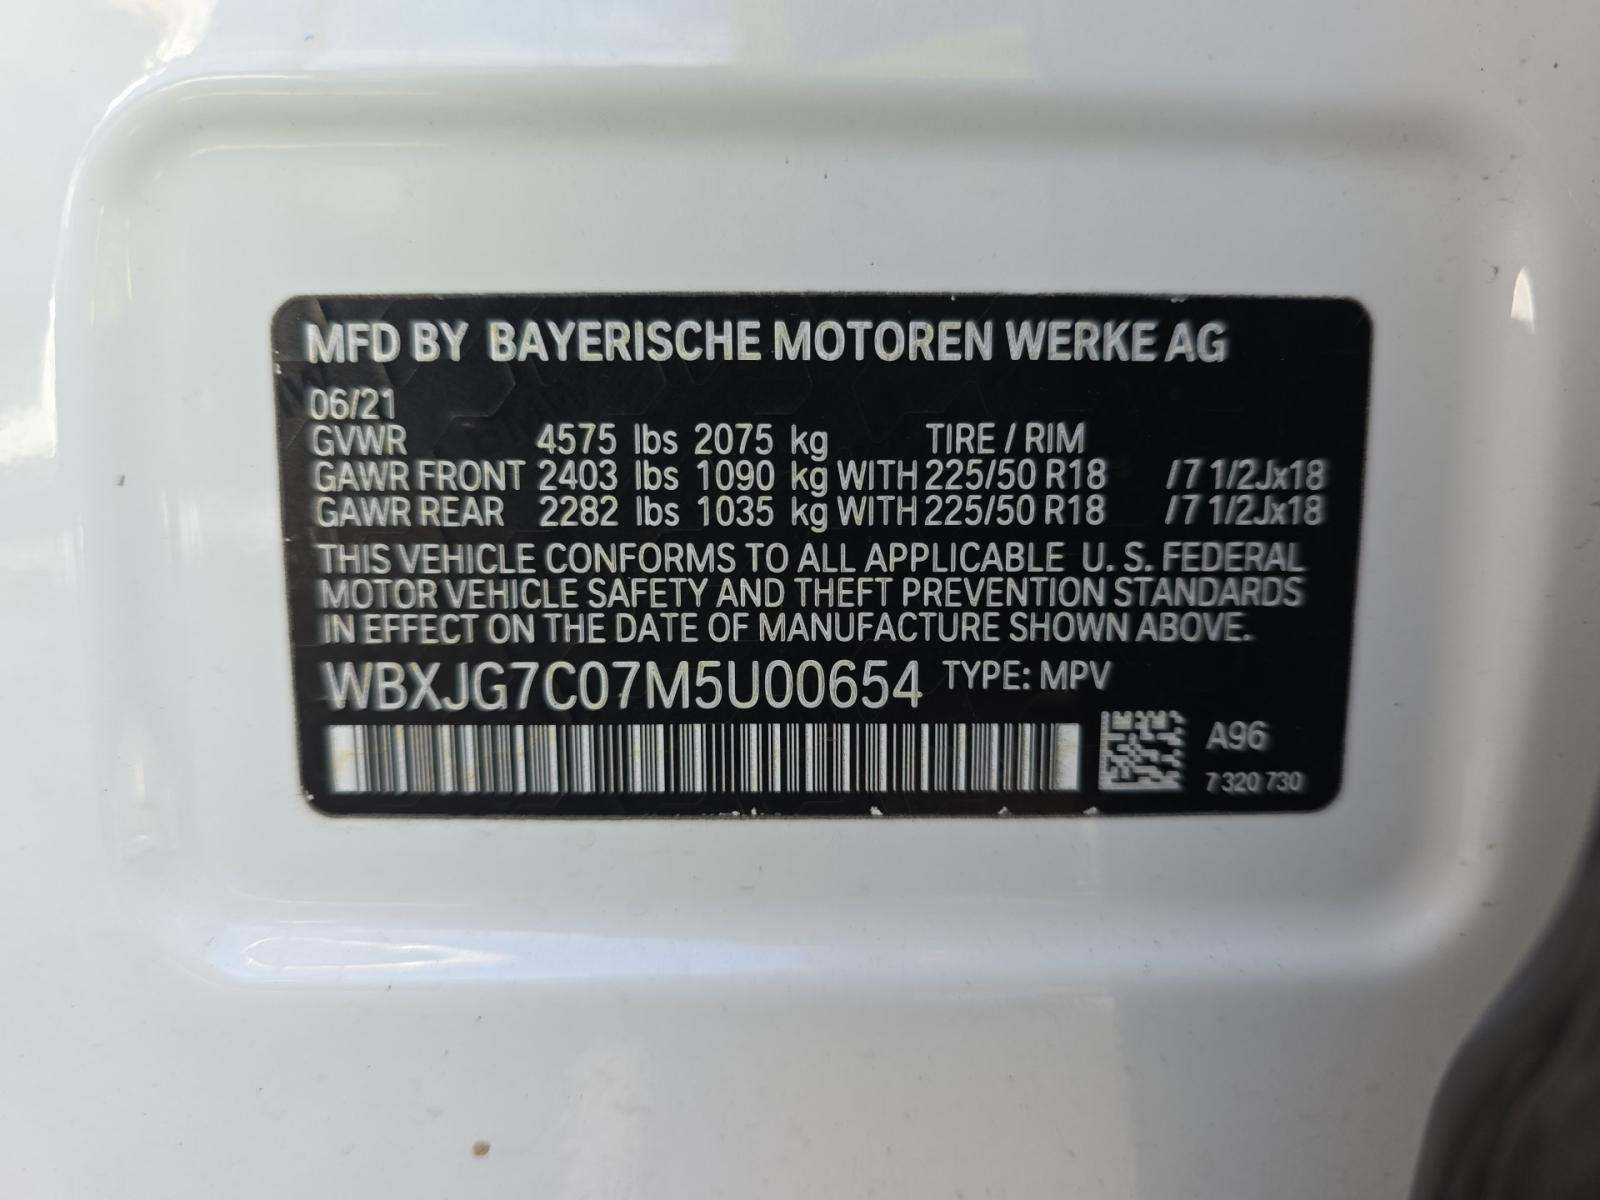 MFD BY BAYERISCHE MOTOREN WERKE AG
06/21
GVWR 4575 lbs 2075 kg TIRE / RIM
GAWR FRONT 2403 lbs 1090 kg WITH 225/50 R18 /7 1/2Jx18
GAWR REAR 2282 lbs 1035 kg WITH 225/50 R18 /7 1/2Jx18
THIS VEHICLE CONFORMS TO ALL APPLICABLE U. S. FEDERAL
MOTOR VEHICLE SAFETY AND THEFT PREVENTION STANDARDS
IN EFFECT ON THE DATE OF MANUFACTURE SHOWN ABOVE.
WBXJG7C07M5U00654 TYPE: MPV
A96
7 320 730